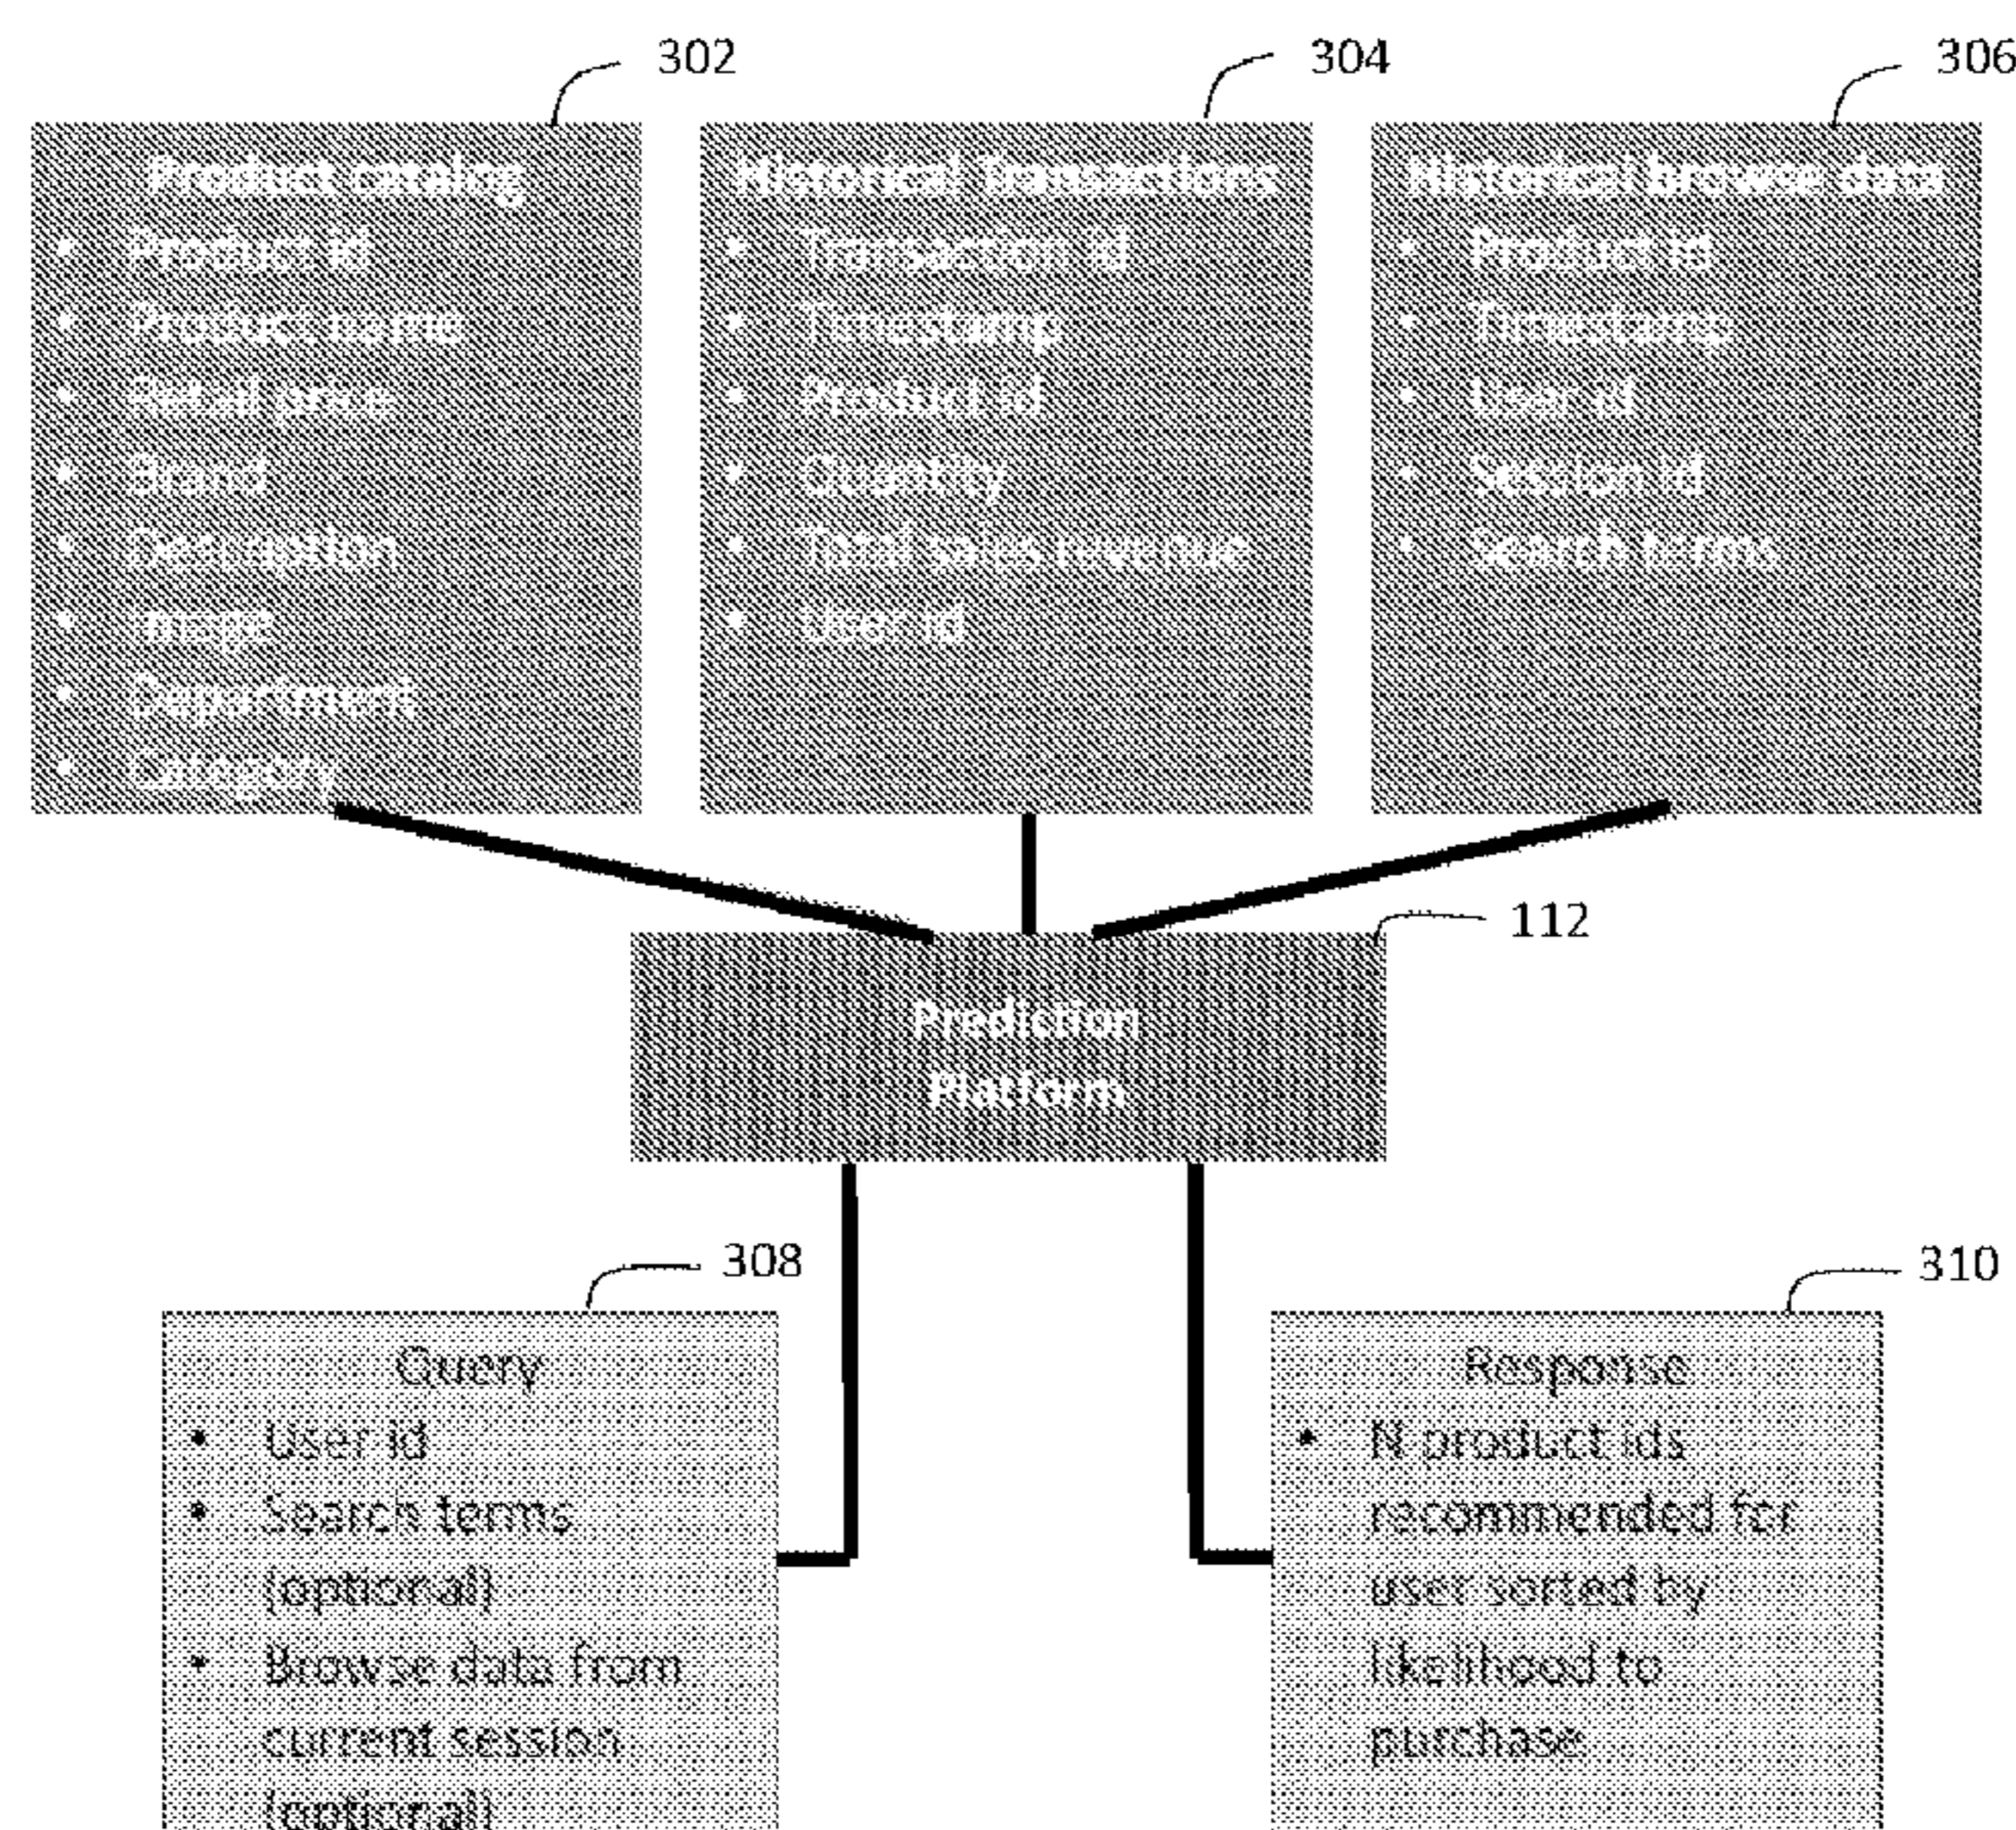 302
304
306
Product catalog
• Product id
• Product name
• Retail price
• Brand
• Description
• Image
• Department
• Category
Historical Transactions
• Transaction id
• Timestamp
• Product id
• Quantity
• Total sales revenue
• User id
Historical browse data
• Product id
• Timestamp
• User id
• Session id
• Search terms
112
Prediction
Platform
308
310
Query
• User id
• Search terms
(optional)
• Browse data from
current session
(optional)
Response
• N product ids
recommended for
user sorted by
likelihood to
purchase